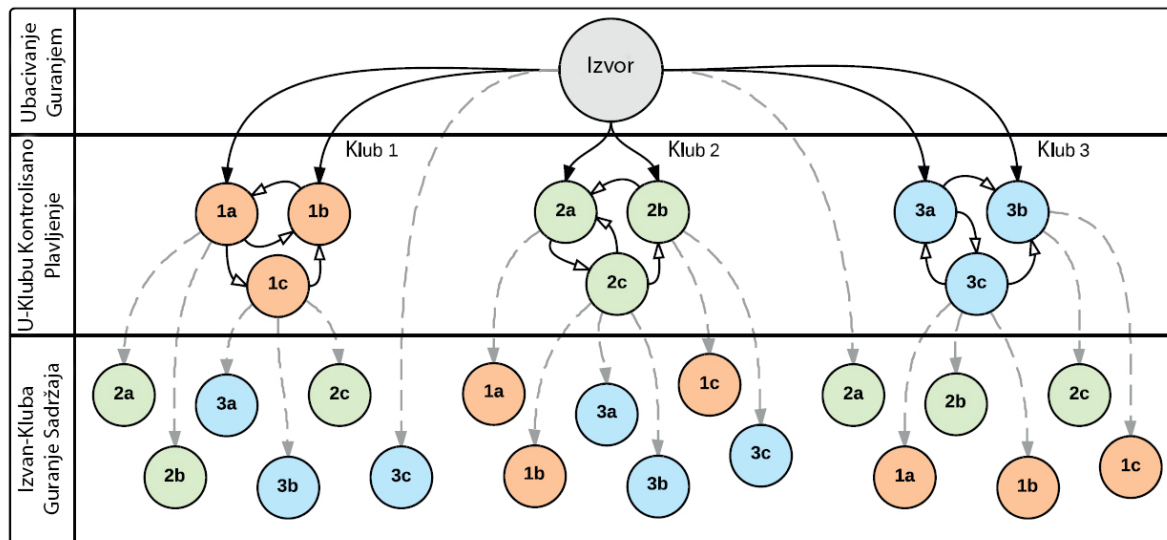 Ubacivanje
Guranjem
Izvor
U-Klubu Kontrolisano
Plavljenje
Klub 1
Klub 2
Klub 3
1a
1b
1c
2a
2b
2c
3a
3b
3c
Izvan-Kluba
Guranje Sadržaja
2a
3a
2c
2b
3b
3c
1a
3a
1c
1b
3b
3c
2a
2b
2c
1a
1b
1c